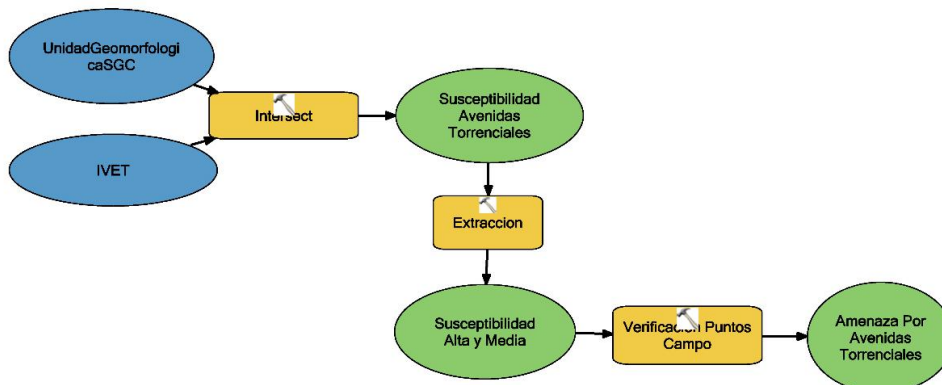 UnidadGeomorfologi
caSGC
Intersect
Susceptibilidad
Avenidas
Torrenciales
IVET
Extraccion
Susceptibilidad
Alta y Media
Verificacion Puntos
Campo
Amenaza Por
Avenidas
Torrenciales